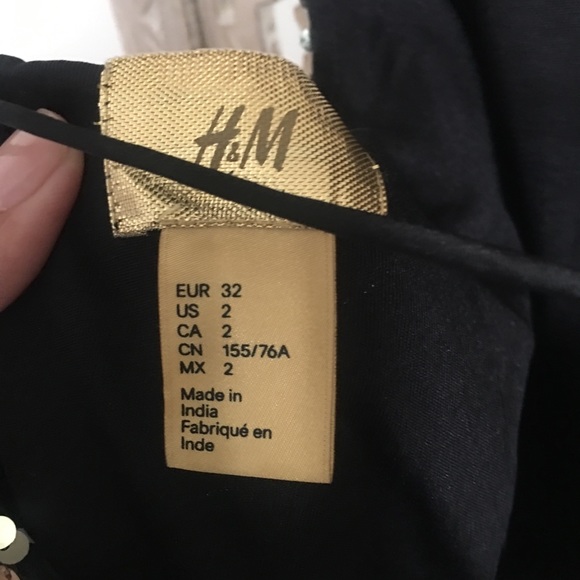 H&M
EUR 32
US 2
CA 2
CN 155/76A
MX 2
Made in
India
Fabriqué en
Inde